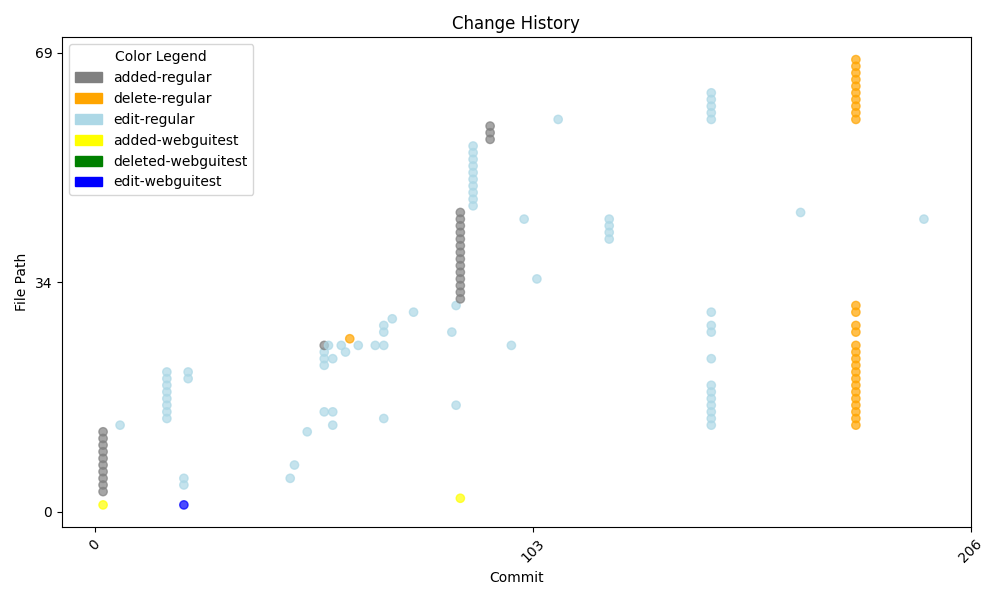 Change History
Color Legend
added-regular
delete-regular
edit-regular
added-webguitest
deleted-webguitest
edit-webguitest
69
34
0
File Path
0
103
206
Commit